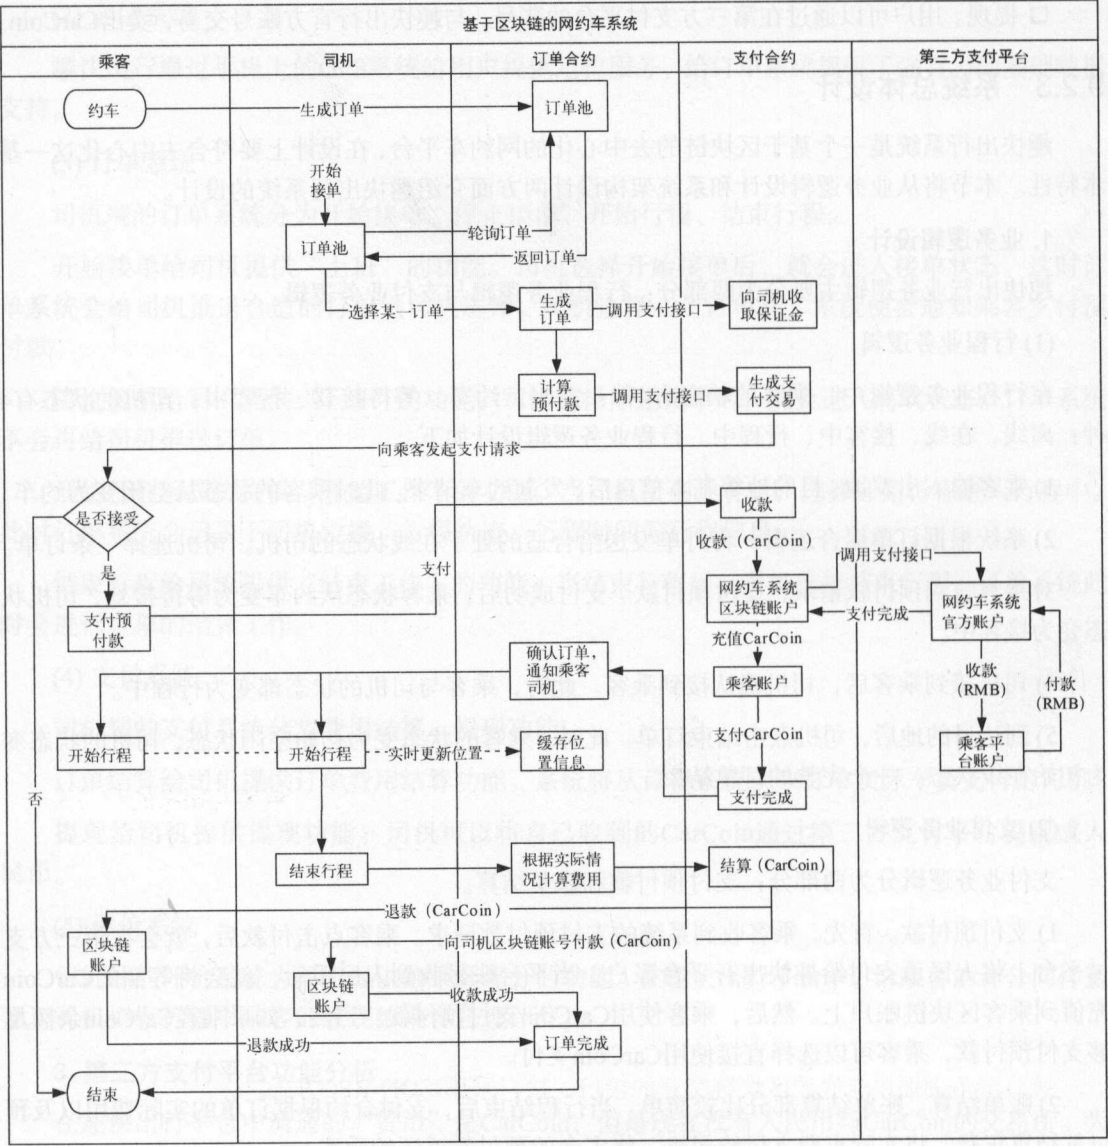 基于区块链的网约车系统
乘客
司机
订单合约
支付合约
第三方支付平台
约车
生成订单
订单池
开始
接单
订单池
轮询订单
返回订单
选择某一订单
生成
订单
调用支付接口
向司机收
取保证金
计算
预付款
调用支付接口
生成支
付交易
向乘客发起支付请求
是否接受
是
否
支付预
付款
支付
收款
收款（CarCoin）
调用支付接口
网约车系统
区块链账户
支付完成
网约车系统
官方账户
充值CarCoin
收款
(RMB)
付款
(RMB)
确认订单，
通知乘客
司机
乘客账户
支付CarCoin
乘客平
台账户
开始行程
开始行程
实时更新位置
缓存位
置信息
支付完成
结束行程
根据实际情
况计算费用
结算（CarCoin）
退款（CarCoin）
区块链
账户
向司机区块链账号付款（CarCoin）
区块链
账户
收款成功
退款成功
订单完成
结束